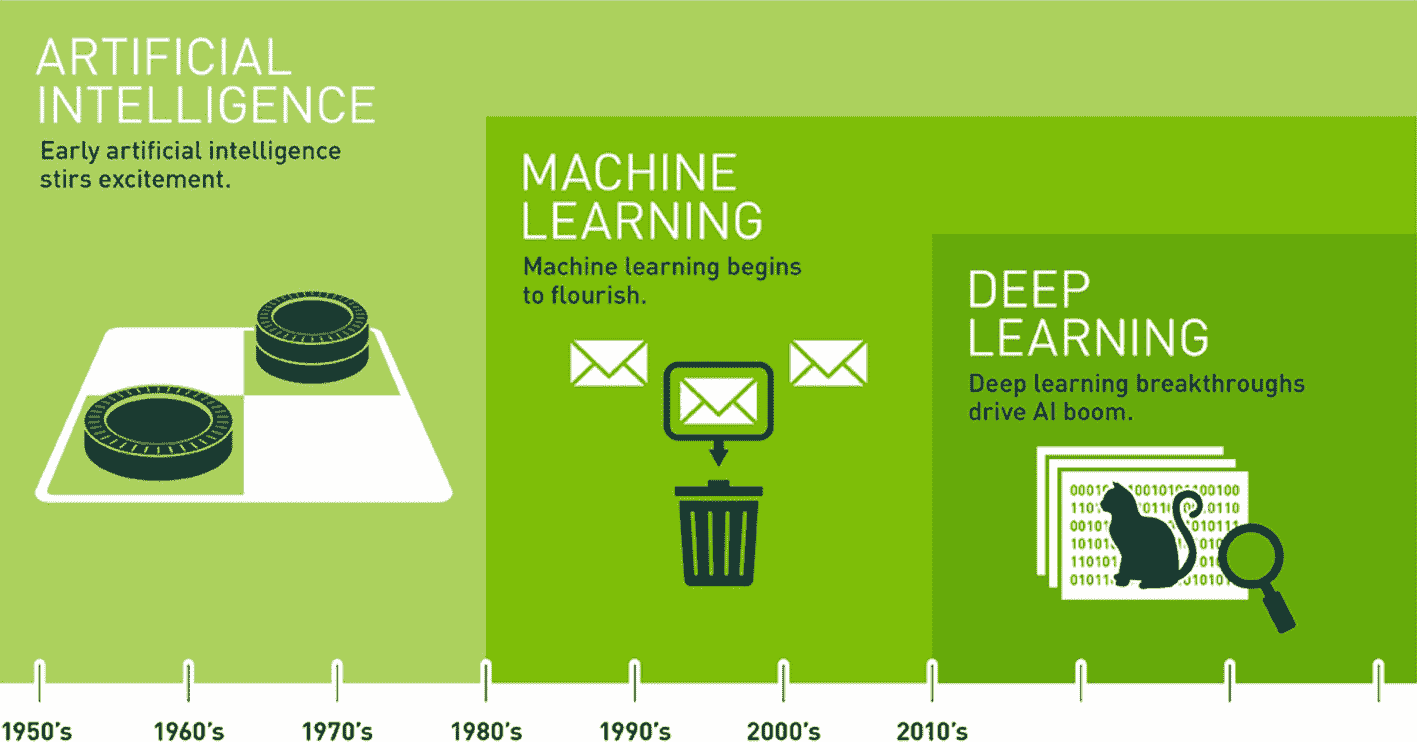 ARTIFICIAL
INTELLIGENCE
Early artificial intelligence
stirs excitement.
MACHINE
LEARNING
Machine learning begins
to flourish.
DEEP
LEARNING
Deep learning breakthroughs
drive AI boom.
1950's
1960's
1970's
1980's
1990's
2000's
2010's